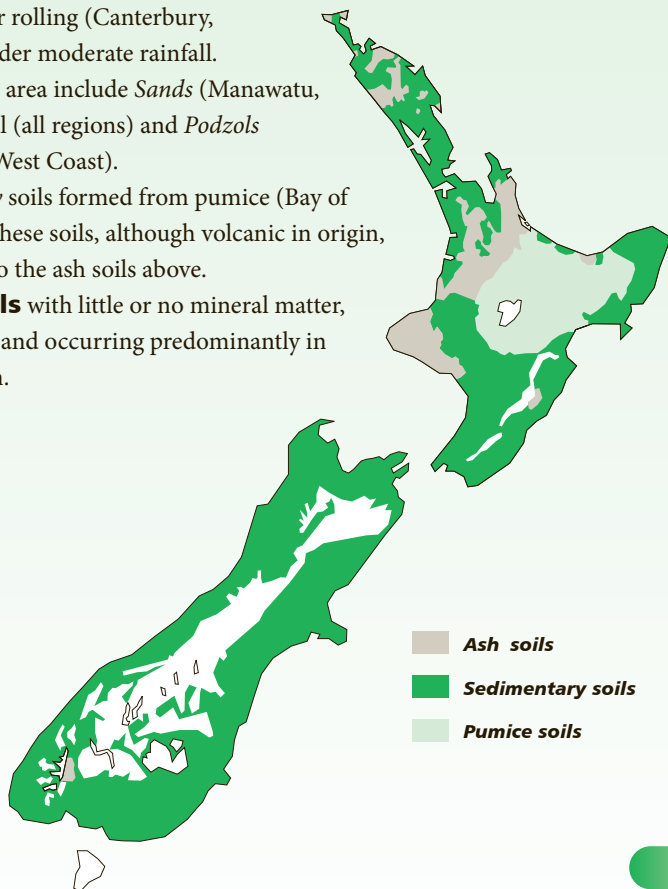 r rolling (Canterbury,
der moderate rainfall.
area include Sands (Manawatu,
l (all regions) and Podzols
West Coast).
soils formed from pumice (Bay of
hese soils, although volcanic in origin,
o the ash soils above.
ls with little or no mineral matter,
and occurring predominantly in
Ash soils
Sedimentary soils
Pumice soils